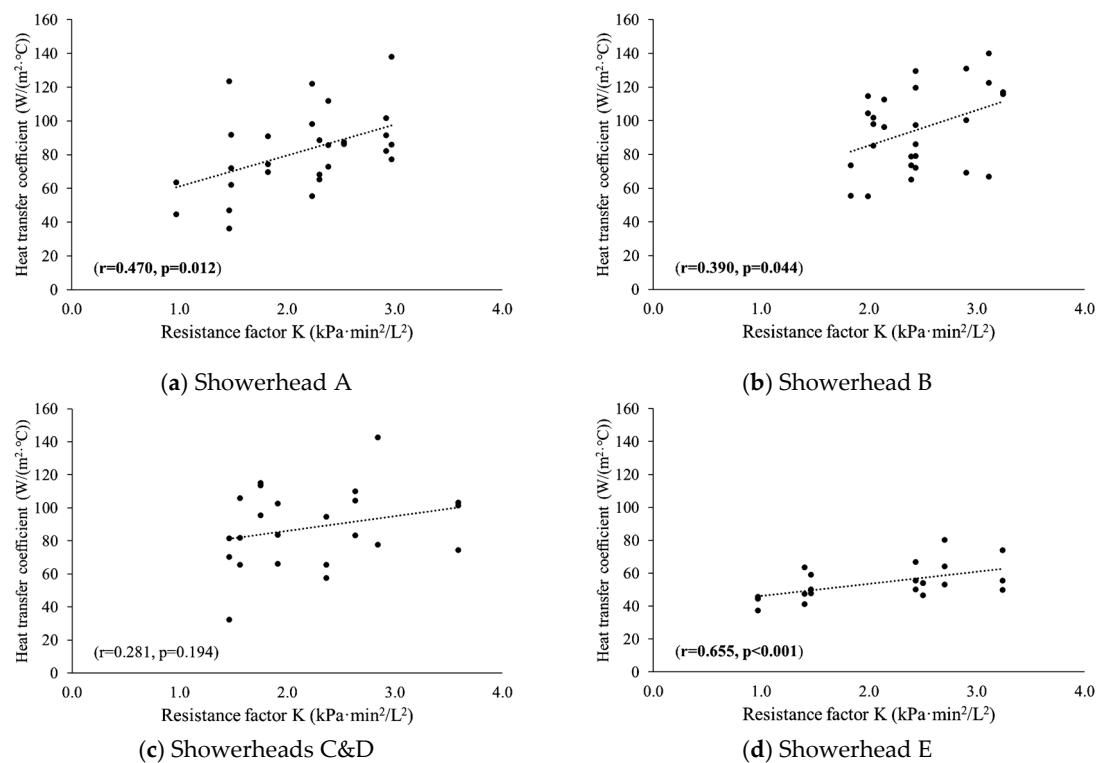 160
140
120
100
80
60
40
20
0
Heat transfer coefficient (W/(m²·°C))
(r=0.470, p=0.012)
0.0 1.0 2.0 3.0 4.0
Resistance factor K (kPa·min²/L²)
(a) Showerhead A
160
140
120
100
80
60
40
20
0
Heat transfer coefficient (W/(m²·°C))
(r=0.390, p=0.044)
0.0 1.0 2.0 3.0 4.0
Resistance factor K (kPa·min²/L²)
(b) Showerhead B
160
140
120
100
80
60
40
20
0
Heat transfer coefficient (W/(m²·°C))
(r=0.281, p=0.194)
0.0 1.0 2.0 3.0 4.0
Resistance factor K (kPa·min²/L²)
(c) Showerheads C&D
160
140
120
100
80
60
40
20
0
Heat transfer coefficient (W/(m²·°C))
(r=0.655, p<0.001)
0.0 1.0 2.0 3.0 4.0
Resistance factor K (kPa·min²/L²)
(d) Showerhead E